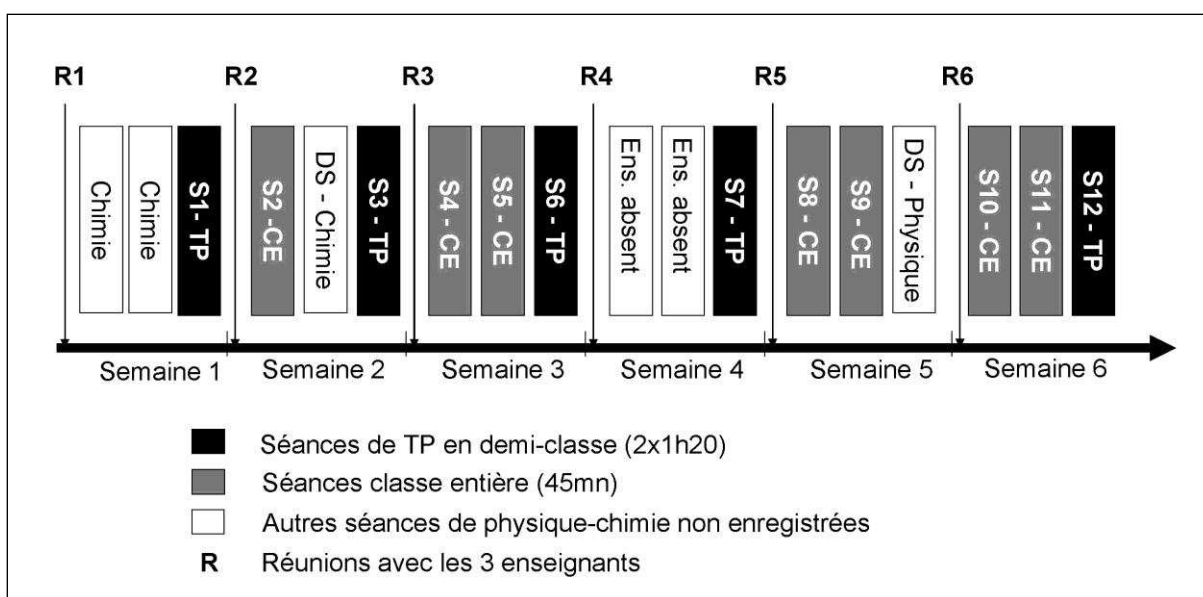 R1 R2 R3 R4 R5 R6
Chimie
Chimie
S1 - TP
S2 -CE
DS - Chimie
S3 - TP
S4 - CE
S5 - CE
S6 - TP
Ens. absent
Ens. absent
S7 - TP
S8 - CE
S9 - CE
DS - Physique
S10 - CE
S11 - CE
S12 - TP
Semaine 1 Semaine 2 Semaine 3 Semaine 4 Semaine 5 Semaine 6
Séances de TP en demi-classe (2x1h20)
Séances classe entière (45mn)
Autres séances de physique-chimie non enregistrées
R Réunions avec les 3 enseignants